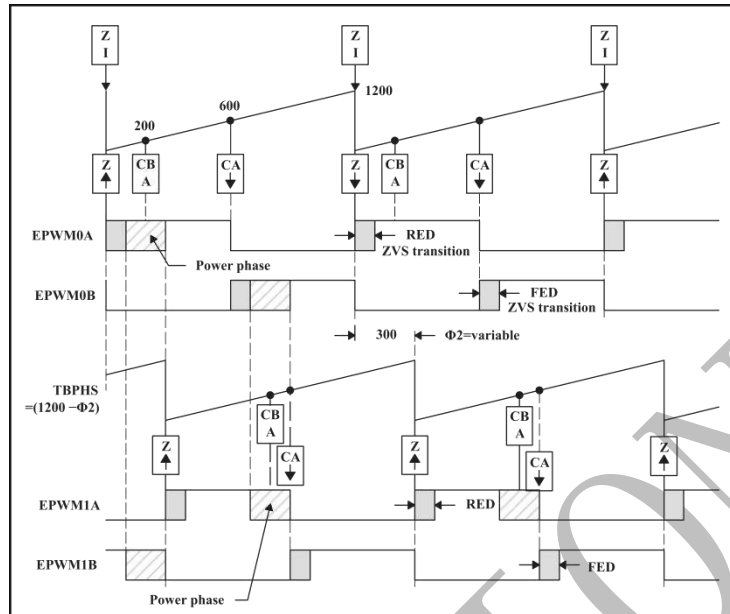 Z
I
Z
I
Z
I
200
600
1200
Z
CB
A
CA
Z
CB
A
CA
Z
EPWM0A
RED
ZVS transition
Power phase
EPWM0B
FED
ZVS transition
300
Φ2=variable
TBPHS
=(1200 −Φ2)
Z
CB
A
CA
Z
CB
A
CA
Z
EPWM1A
RED
Power phase
EPWM1B
FED